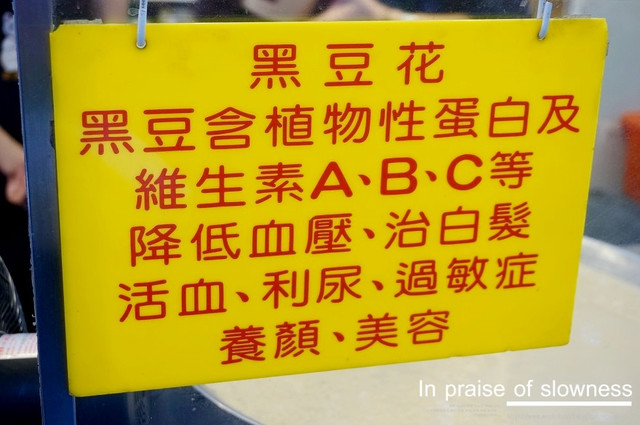 黑豆花
黑豆含植物性蛋白及
維生素A、B、C等
降低血壓、治白髮
活血、利尿、過敏症
養顏、美容
In praise of slowness